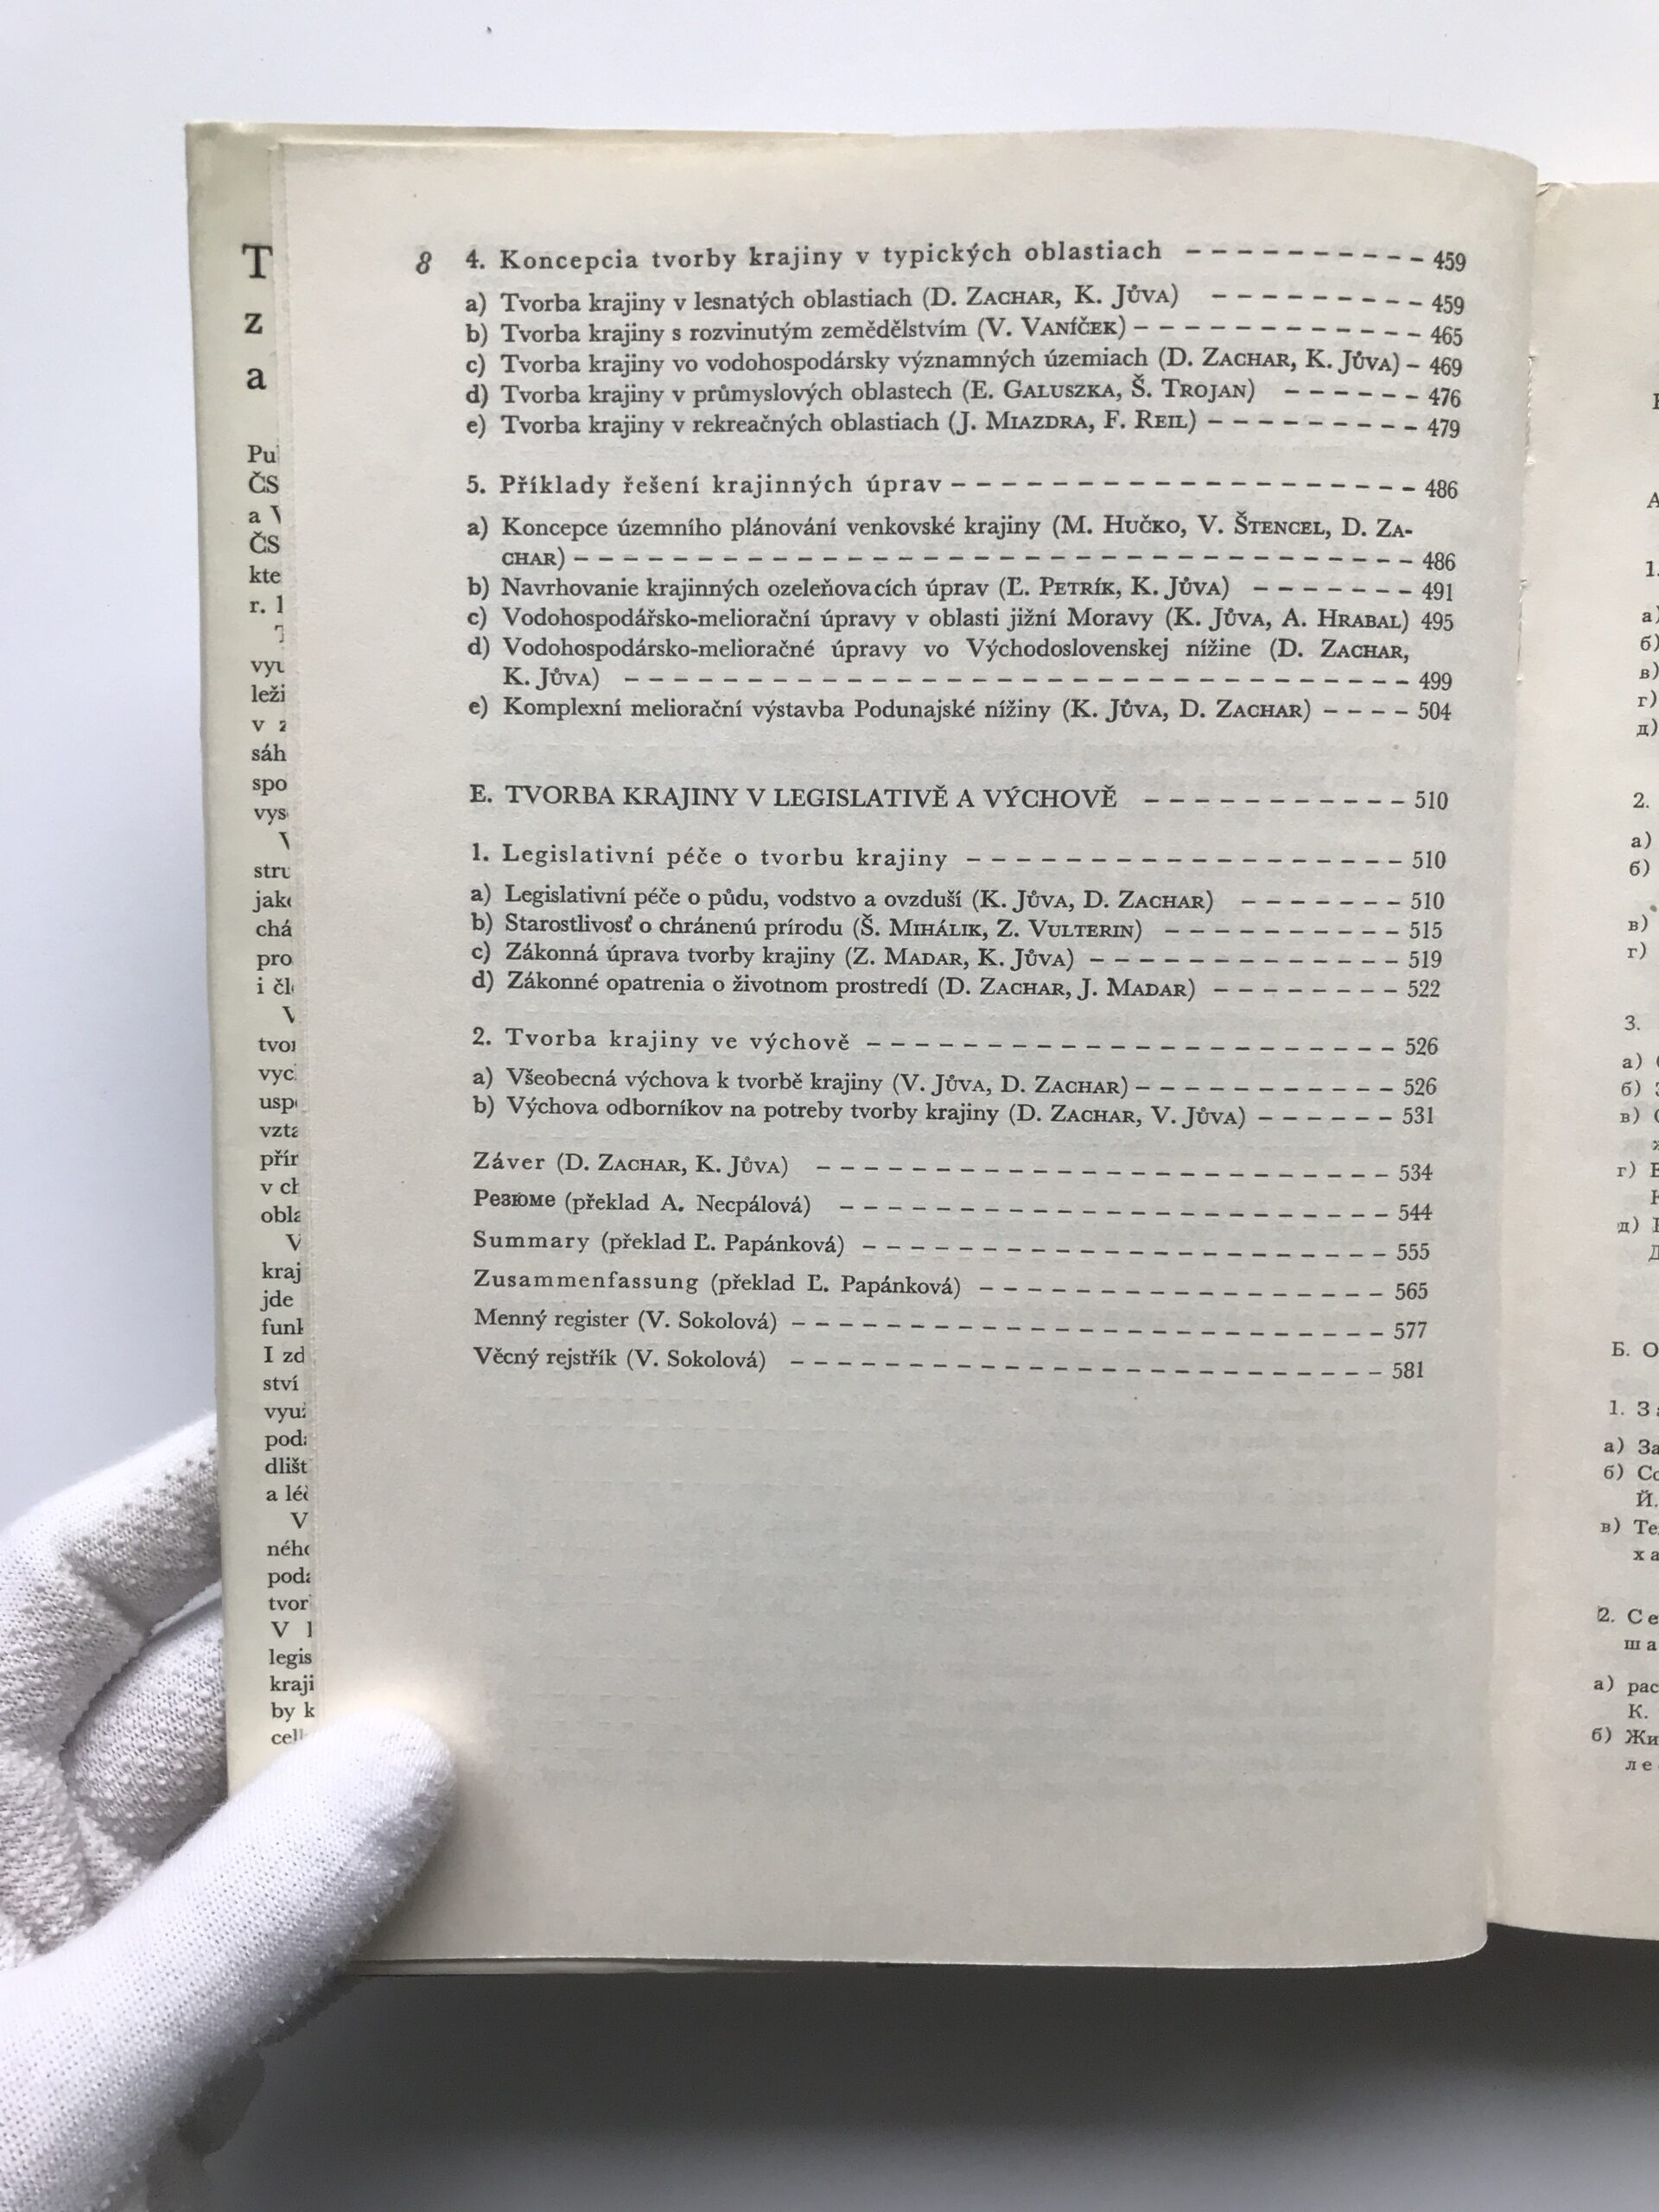 8 4. Koncepcia tvorby krajiny v typických oblastiach – – – – – – – – – – 459
a) Tvorba krajiny v lesnatých oblastiach (D. ZACHAR, K. JŮVA) – – – – – – – – – 459
b) Tvorba krajiny s rozvinutým zemědělstvím (V. VANÍČEK) – – – – – – – – – – – – 465
c) Tvorba krajiny vo vodohospodársky významných územiach (D. ZACHAR, K. JŮVA) – 469
d) Tvorba krajiny v průmyslových oblastech (E. GALUSZKA, Š. TROJAN) – – – – – – 476
e) Tvorba krajiny v rekreačných oblastiach (J. MIAZDRA, F. REIL) – – – – – – – – – 479
5. Příklady řešení krajinných úprav – – – – – – – – – – – – – – – – – – 486
a) Koncepce územního plánování venkovské krajiny (M. HUČKO, V. ŠTENCEL, D. ZA-
CHAR) – – – – – – – – – – – – – – – – – – – – – – – – – – – – – – – – 486
b) Navrhovanie krajinných ozeleňovacích úprav (Ľ. PETRÍK, K. JŮVA) – – – – – – – 491
c) Vodohospodářsko-meliorační úpravy v oblasti jižní Moravy (K. JŮVA, A. HRABAL) 495
d) Vodohospodársko-melioračné úpravy vo Východoslovenskej nížine (D. ZACHAR,
K. JŮVA) – – – – – – – – – – – – – – – – – – – – – – – – – – – – – – 499
e) Komplexní meliorační výstavba Podunajské nížiny (K. JŮVA, D. ZACHAR) – – – – 504
E. TVORBA KRAJINY V LEGISLATIVĚ A VÝCHOVĚ – – – – – – – – – – – 510
1. Legislativní péče o tvorbu krajiny – – – – – – – – – – – – – – – – – 510
a) Legislativní péče o půdu, vodstvo a ovzduší (K. JŮVA, D. ZACHAR) – – – – – – – 510
b) Starostlivosť o chránenú prírodu (Š. MIHÁLIK, Z. VULTERIN) – – – – – – – – – – 515
c) Zákonná úprava tvorby krajiny (Z. MADAR, K. JŮVA) – – – – – – – – – – – – – 519
d) Zákonné opatrenia o životnom prostredí (D. ZACHAR, J. MADAR) – – – – – – – – 522
2. Tvorba krajiny ve výchově – – – – – – – – – – – – – – – – – – – – – 526
a) Všeobecná výchova k tvorbě krajiny (V. JŮVA, D. ZACHAR) – – – – – – – – – – – 526
b) Výchova odborníkov na potreby tvorby krajiny (D. ZACHAR, V. JŮVA) – – – – – – 531
Záver (D. ZACHAR, K. JŮVA) – – – – – – – – – – – – – – – – – – – – – – – 534
Резюме (překlad A. Necpálová) – – – – – – – – – – – – – – – – – – – – – – 544
Summary (překlad Ľ. Papánková) – – – – – – – – – – – – – – – – – – – – – 555
Zusammenfassung (překlad Ľ. Papánková) – – – – – – – – – – – – – – – – 565
Menný register (V. Sokolová) – – – – – – – – – – – – – – – – – – – – – – – 577
Věcný rejstřík (V. Sokolová) – – – – – – – – – – – – – – – – – – – – – – – 581